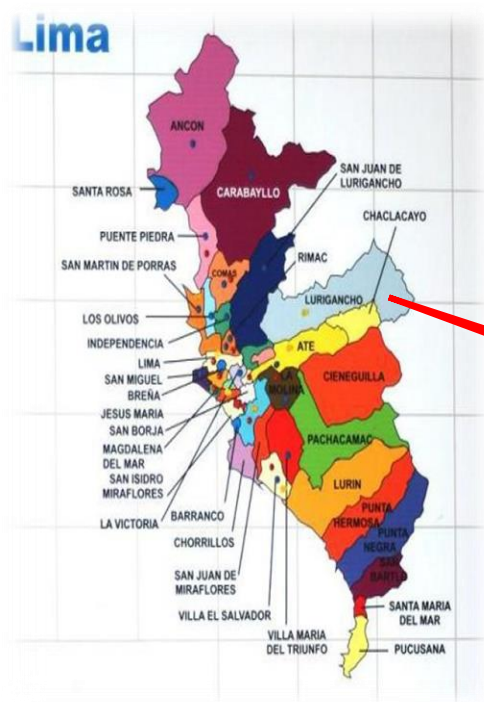 Lima
ANCON
SANTA ROSA
CARABAYLLO
SAN JUAN DE
LURIGANCHO
CHACLACAYO
PUENTE PIEDRA
RIMAC
SAN MARTIN DE PORRAS
COMAS
LURIGANCHO
LOS OLIVOS
INDEPENDENCIA
ATE
LIMA
SAN MIGUEL
LA
MOLINA
CIENEGUILLA
BREÑA
JESUS MARIA
SAN BORJA
MAGDALENA
DEL MAR
SAN ISIDRO
MIRAFLORES
PACHACAMAC
LURIN
PUNTA
HERMOSA
PUNTA
NEGRA
SAN
BARTLO
LA VICTORIA
BARRANCO
CHORRILLOS
SAN JUAN DE
MIRAFLORES
VILLA EL SALVADOR
VILLA MARIA
DEL TRIUNFO
SANTA MARIA
DEL MAR
PUCUSANA